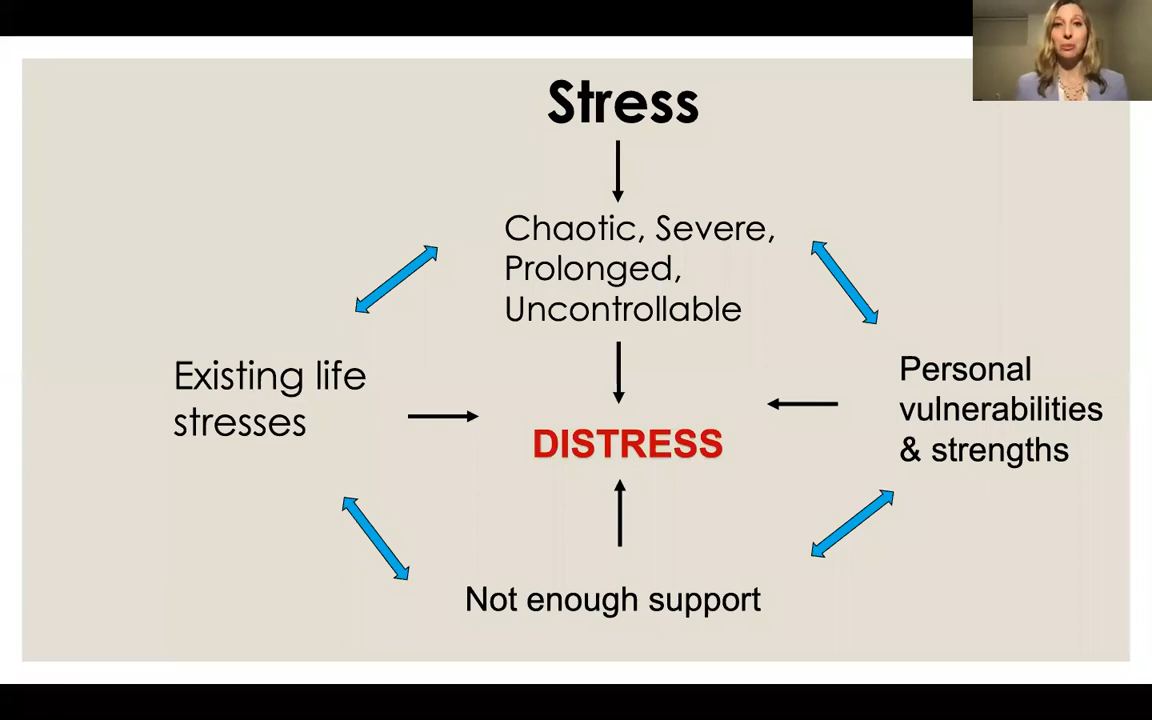 Stress
Chaotic, Severe,
Prolonged,
Uncontrollable
Existing life
stresses
Personal
vulnerabilities
& strengths
DISTRESS
Not enough support